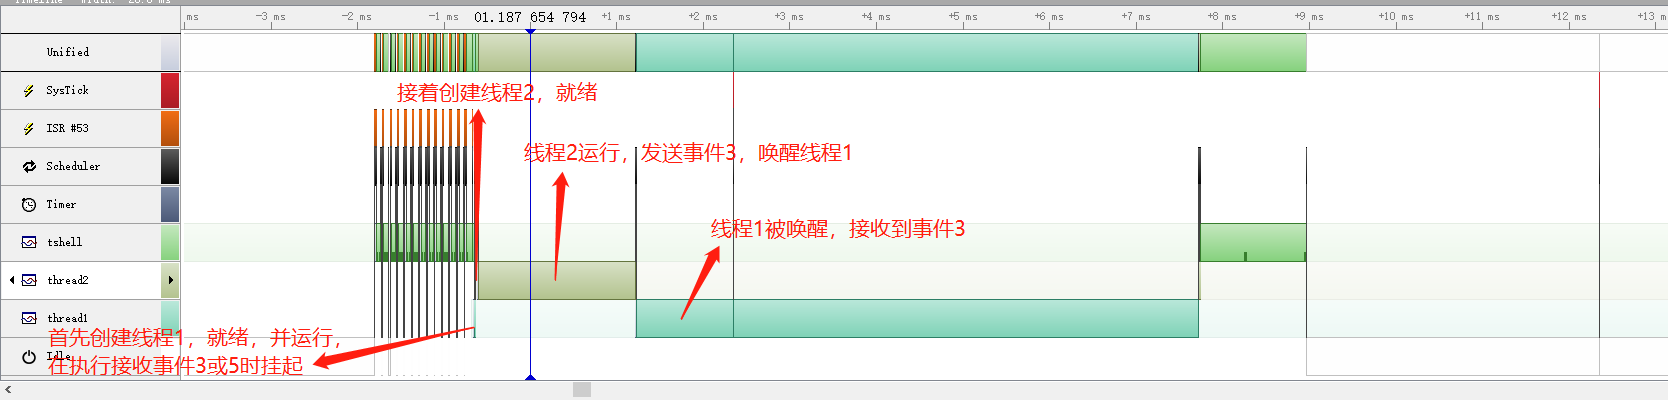 01.187 654 794
ms -3 ms -2 ms -1 ms +1 ms +2 ms +3 ms +4 ms +5 ms +6 ms +7 ms +8 ms +9 ms +10 ms +11 ms +12 ms +13 ms
Unified
SysTick
接着创建线程2，就绪
ISR #53
线程2运行，发送事件3，唤醒线程1
Scheduler
Timer
线程1被唤醒，接收到事件3
tshell
thread2
thread1
首先创建线程1，就绪，并运行，
Idle
在执行接收事件3或5时挂起